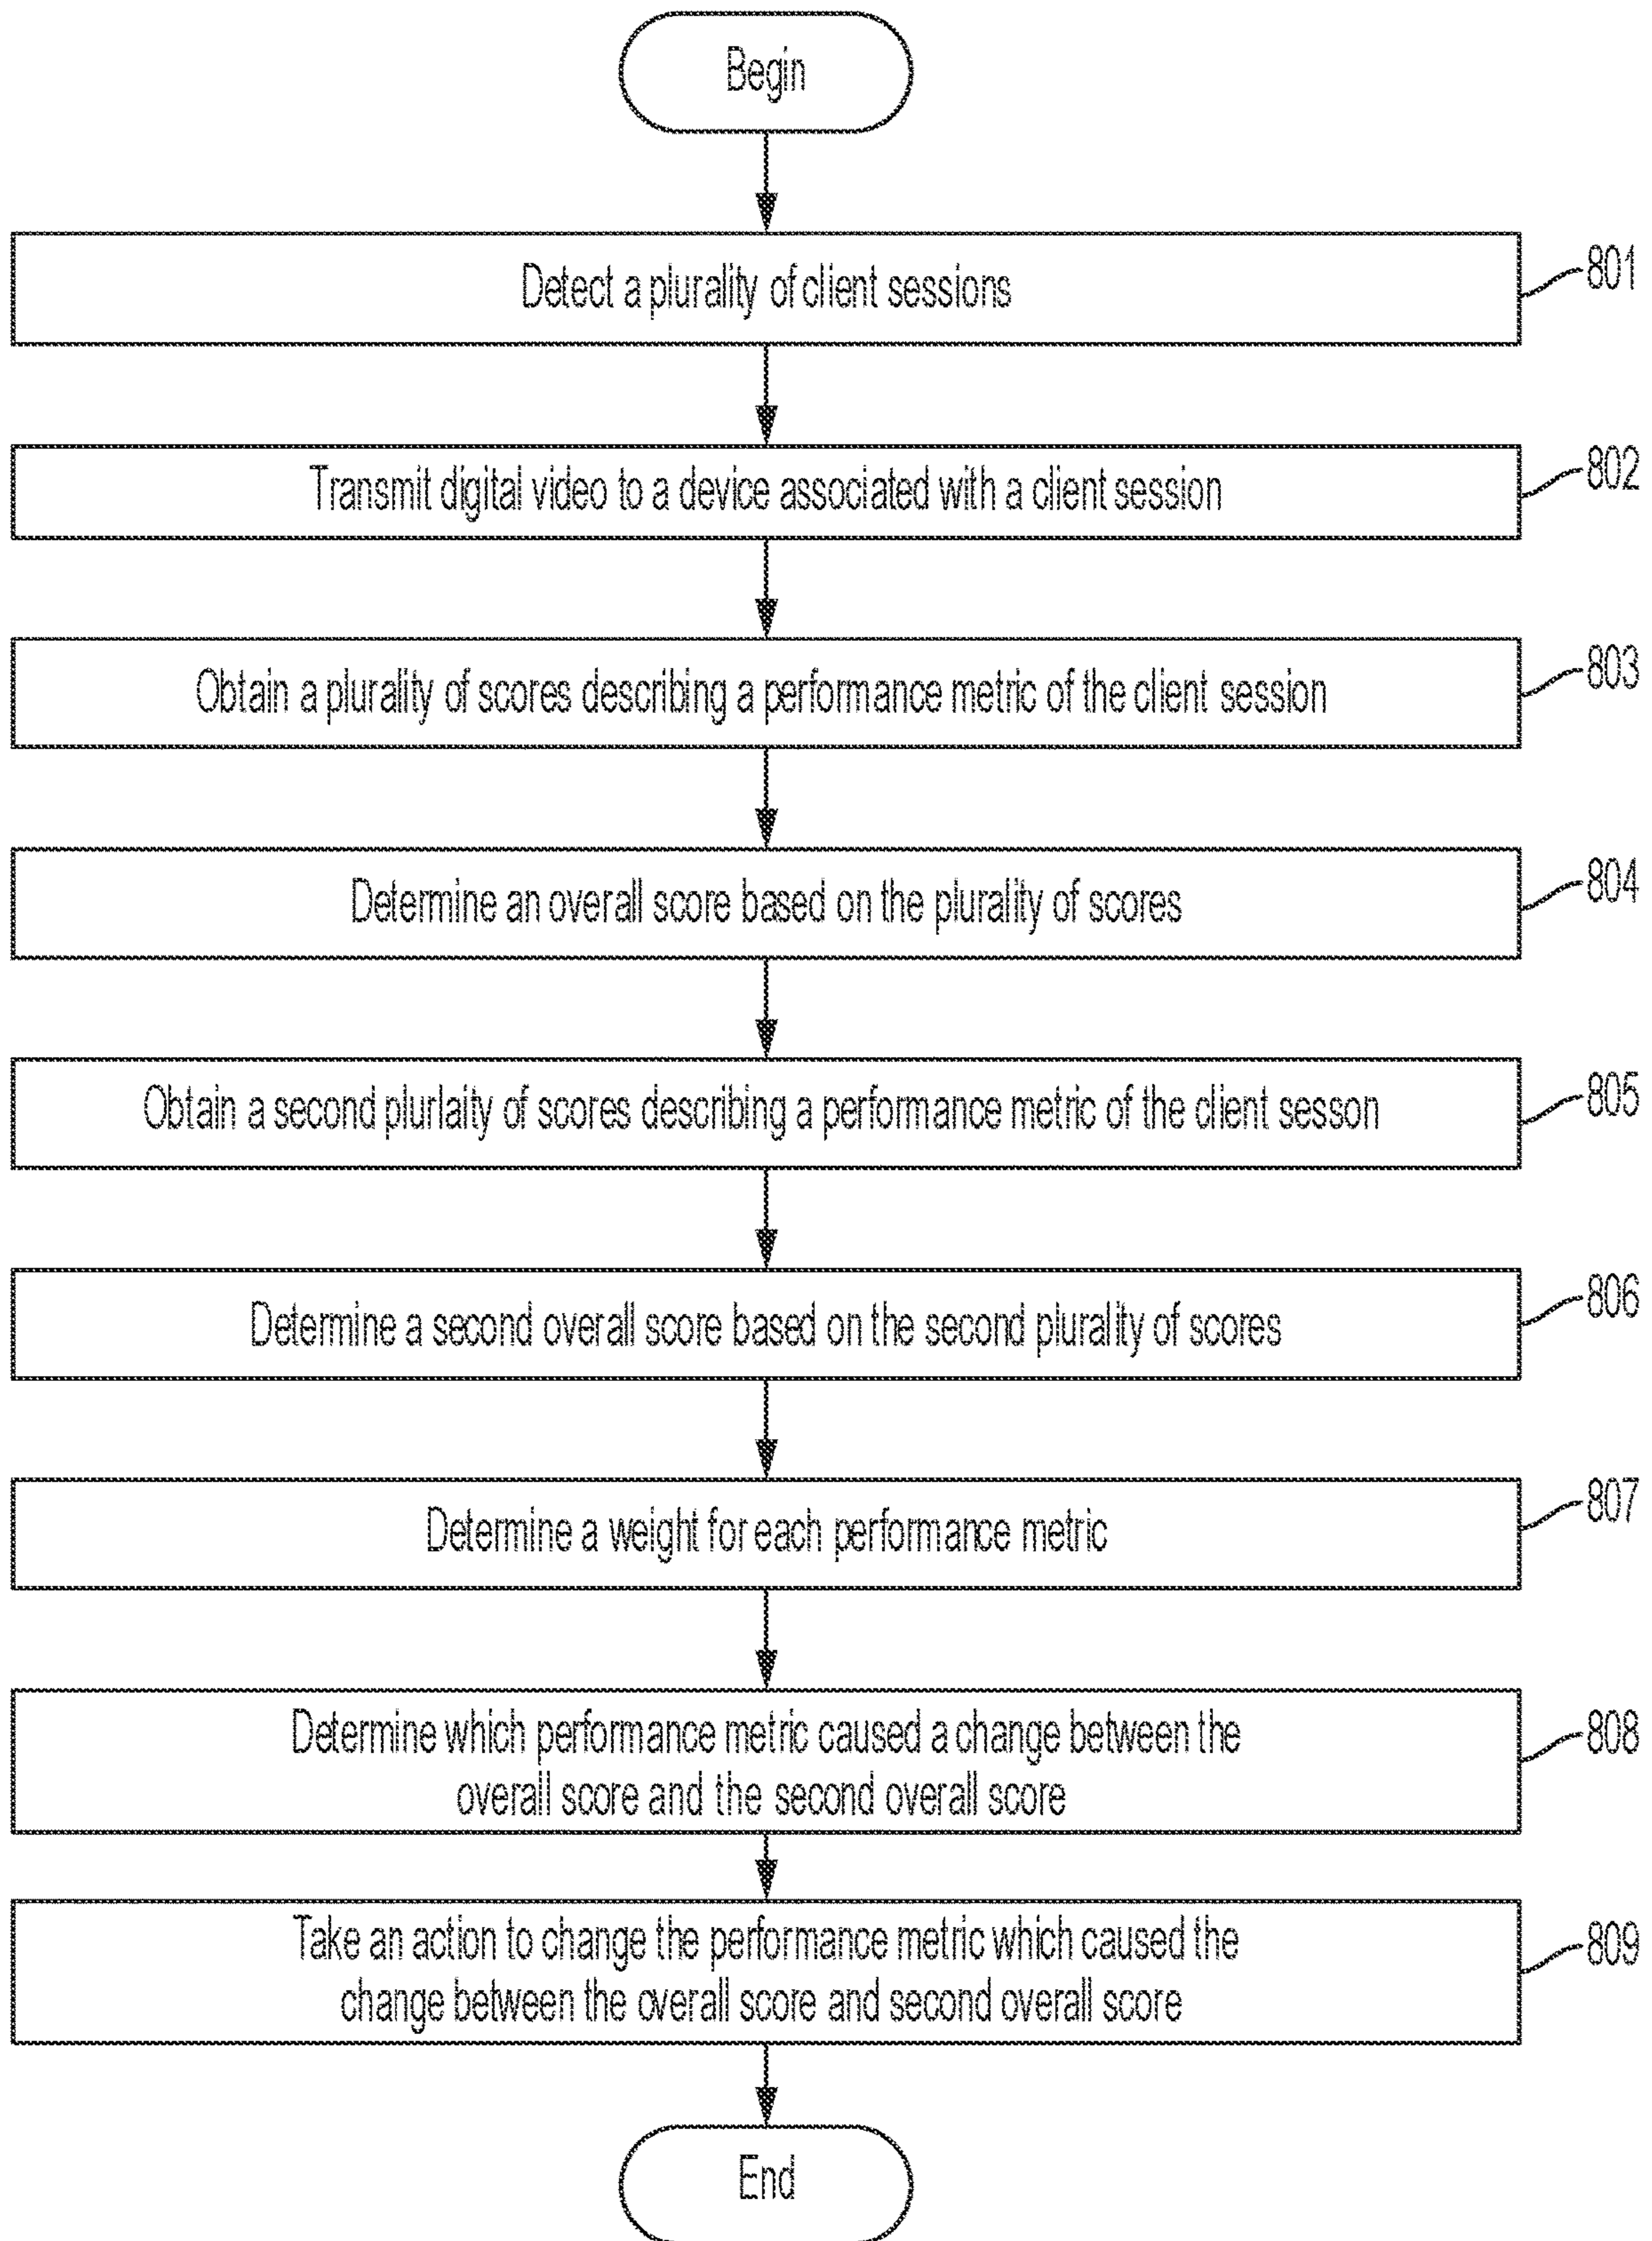 Begin
Detect a plurality of client sessions
801
Transmit digital video to a device associated with a client session
802
Obtain a plurality of scores describing a performance metric of the client session
803
Determine an overall score based on the plurality of scores
804
Obtain a second plurlaity of scores describing a performance metric of the client sesson
805
Determine a second overall score based on the second plurality of scores
806
Determine a weight for each performance metric
807
Determine which performance metric caused a change between the
overall score and the second overall score
808
Take an action to change the performance metric which caused the
change between the overall score and second overall score
809
End